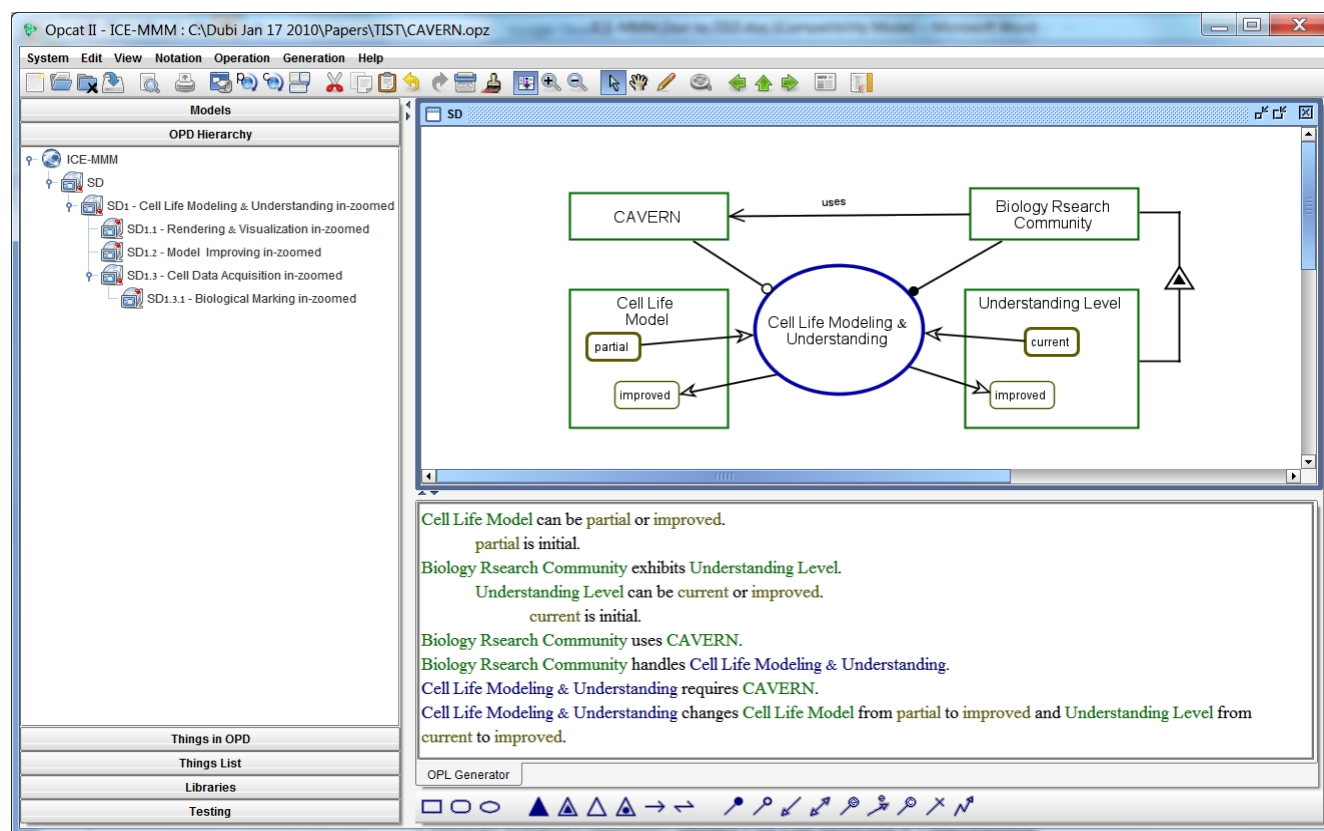 Opcat II - ICE-MMM : C:\Dubi Jan 17 2010\Papers\TIST\CAVERN.opz
System Edit View Notation Operation Generation Help
Models
OPD Hierarchy
ICE-MMM
SD
SD1 - Cell Life Modeling & Understanding in-zoomed
SD1.1 - Rendering & Visualization in-zoomed
SD1.2 - Model Improving in-zoomed
SD1.3 - Cell Data Acquisition in-zoomed
SD1.3.1 - Biological Marking in-zoomed
Things in OPD
Things List
Libraries
Testing
SD
CAVERN
uses
Biology Rsearch
Community
Cell Life
Model
partial
improved
Cell Life Modeling &
Understanding
Understanding Level
current
improved
Cell Life Model can be partial or improved.
partial is initial.
Biology Rsearch Community exhibits Understanding Level.
Understanding Level can be current or improved.
current is initial.
Biology Rsearch Community uses CAVERN.
Biology Rsearch Community handles Cell Life Modeling & Understanding.
Cell Life Modeling & Understanding requires CAVERN.
Cell Life Modeling & Understanding changes Cell Life Model from partial to improved and Understanding Level from
current to improved.
OPL Generator